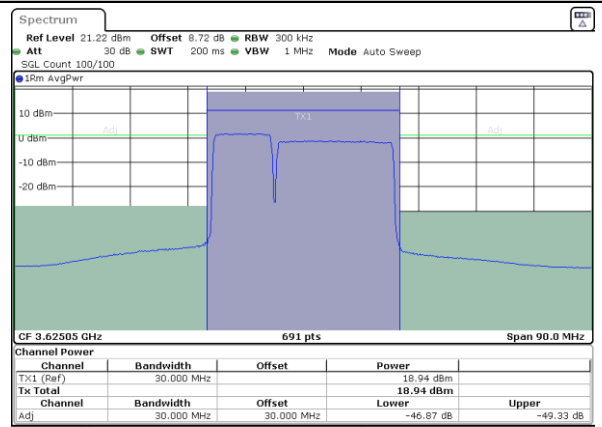 Spectrum
Ref Level 21.22 dBm Offset 8.72 dB RBW 300 kHz
Att 30 dB SWT 200 ms VBW 1 MHz Mode Auto Sweep
SGL Count 100/100
1Rm AvgPwr
10 dBm
TX1
Adj
Adj
0 dBm
-10 dBm
-20 dBm
CF 3.62505 GHz 691 pts Span 90.0 MHz
Channel Power
Channel Bandwidth Offset Power
TX1 (Ref) 30.000 MHz 18.94 dBm
Tx Total 18.94 dBm
Channel Bandwidth Offset Lower Upper
Adj 30.000 MHz 30.000 MHz -46.87 dB -49.33 dB